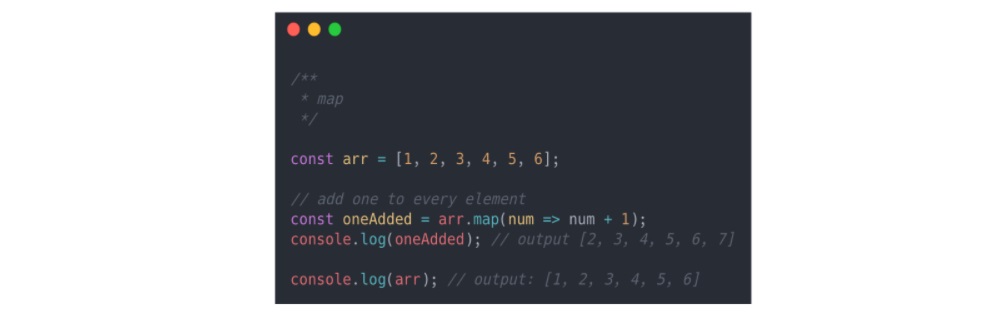 /**
 * map
 */
const arr = [1, 2, 3, 4, 5, 6];
// add one to every element
const oneAdded = arr.map(num => num + 1);
console.log(oneAdded); // output [2, 3, 4, 5, 6, 7]
console.log(arr); // output: [1, 2, 3, 4, 5, 6]